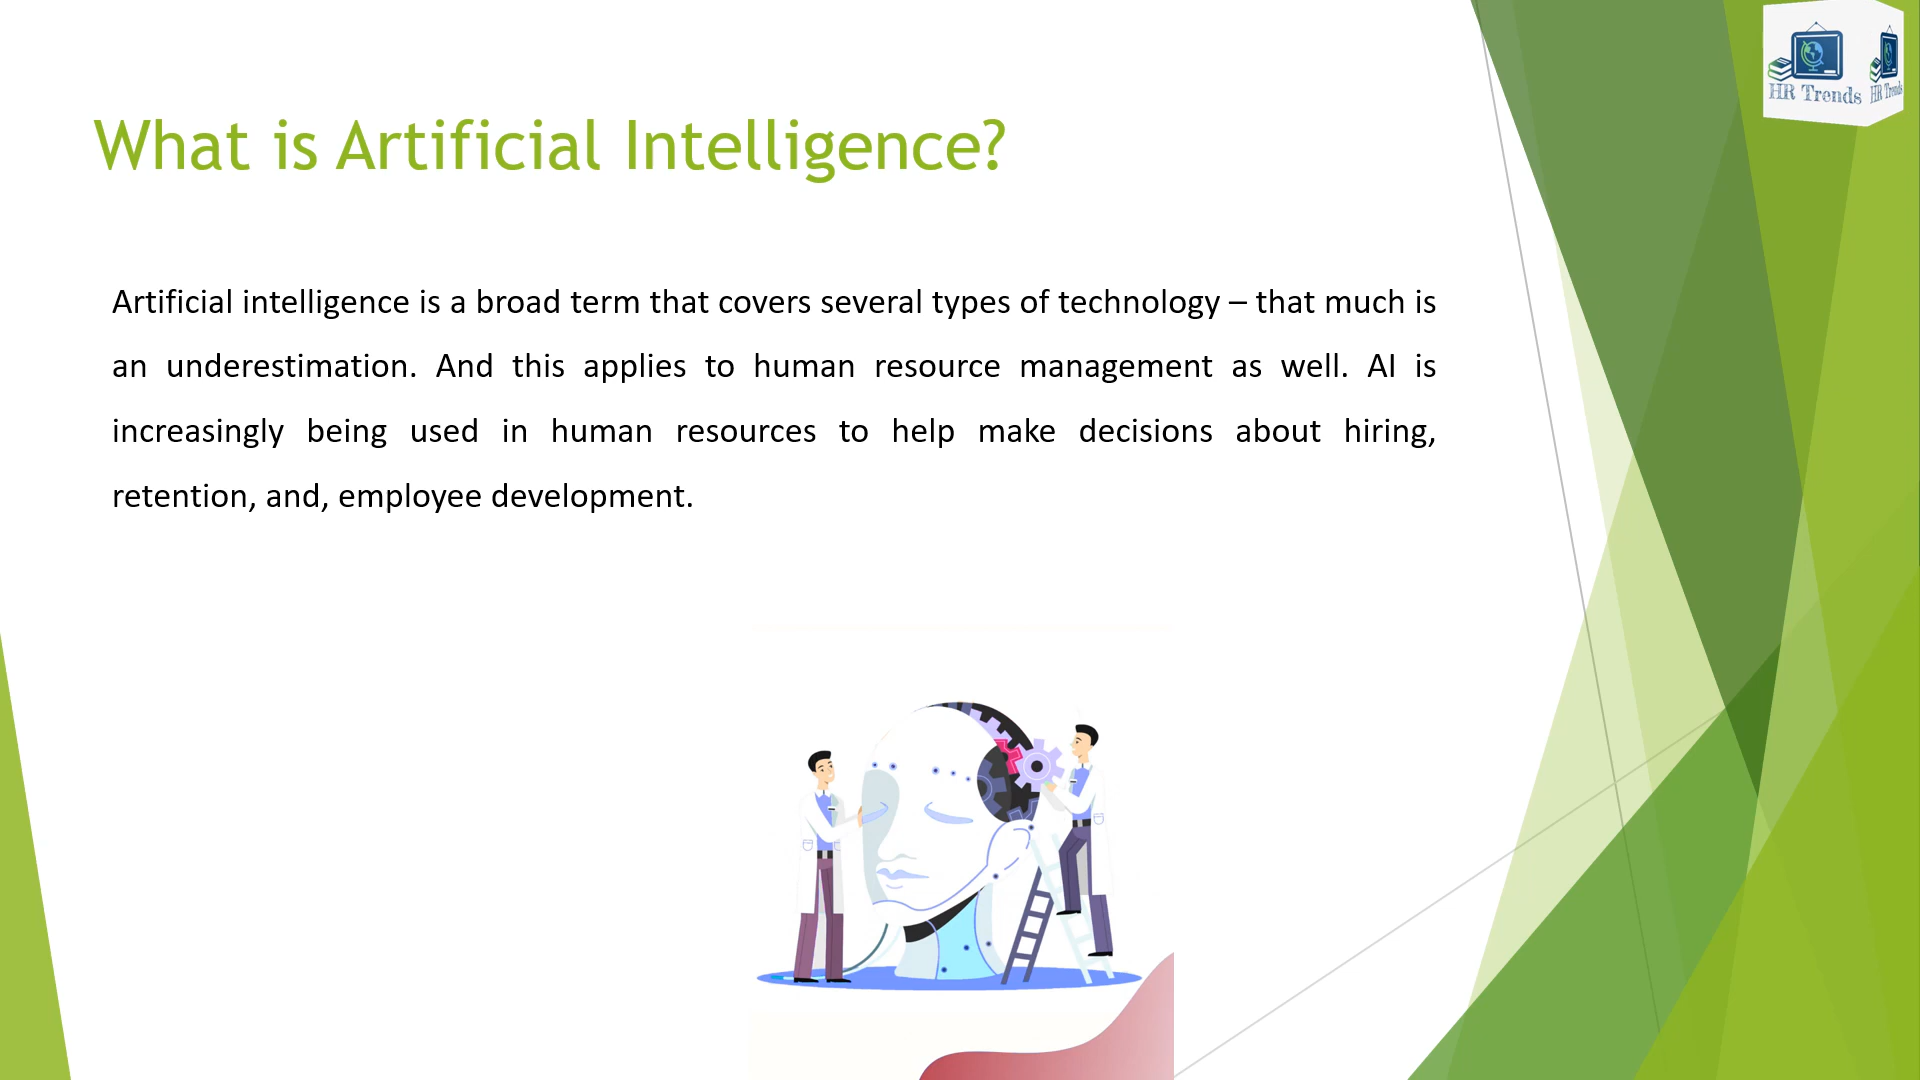 HR Trends HR Trends
What is Artificial Intelligence?
Artificial intelligence is a broad term that covers several types of technology – that much is
an underestimation. And this applies to human resource management as well. AI is
increasingly being used in human resources to help make decisions about hiring,
retention, and, employee development.